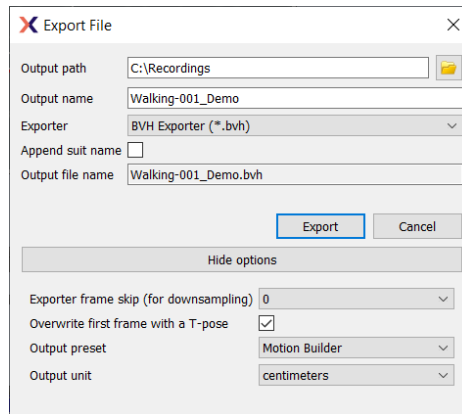 Export File
Output path C:\Recordings
Output name Walking-001_Demo
Exporter BVH Exporter (*.bvh)
Append suit name
Output file name Walking-001_Demo.bvh
Export Cancel
Hide options
Exporter frame skip (for downsampling) 0
Overwrite first frame with a T-pose
Output preset Motion Builder
Output unit centimeters